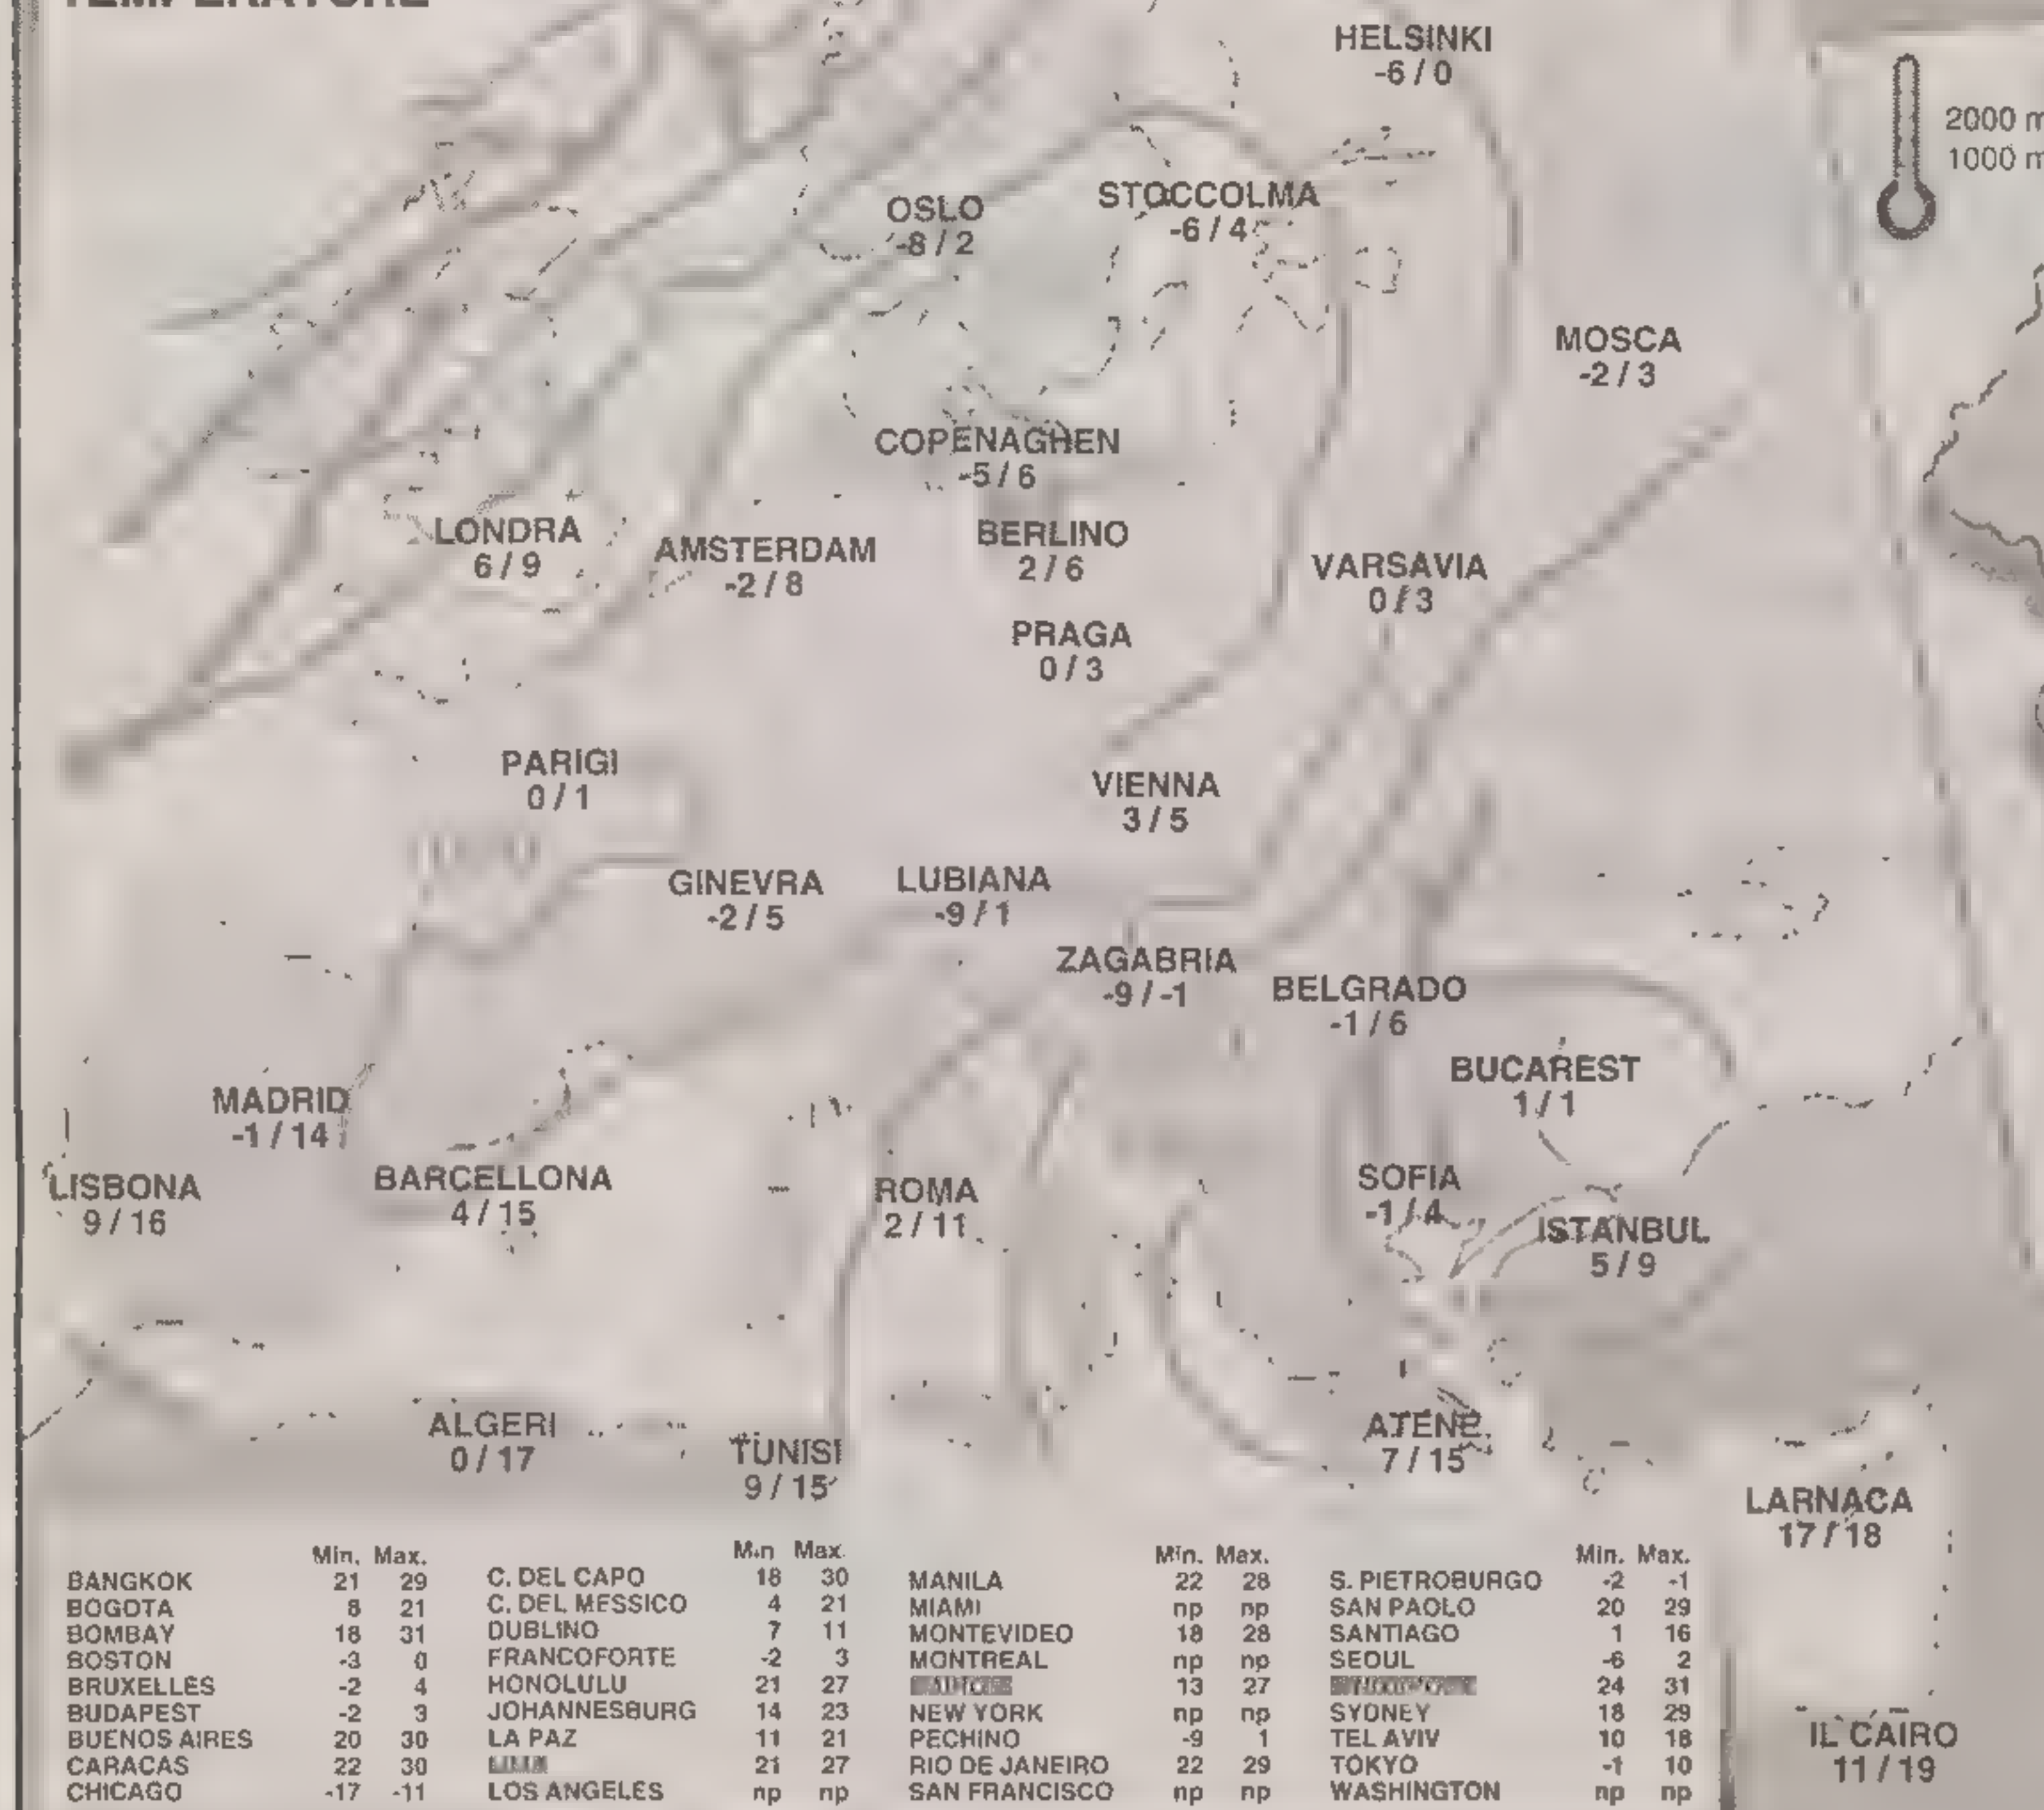 TEMPERATURE
HELSINKI
-6 / 0
2000 m
1000 m
OSLO
-8 / 2
STOCCOLMA
-6 / 4
MOSCA
-2 / 3
COPENAGHEN
-5 / 6
LONDRA
6 / 9
AMSTERDAM
-2 / 8
BERLINO
2 / 6
VARSAVIA
0 / 3
PRAGA
0 / 3
PARIGI
0 / 1
VIENNA
3 / 5
GINEVRA
-2 / 5
LUBIANA
-9 / 1
ZAGABRIA
-9 / -1
BELGRADO
-1 / 6
BUCAREST
1 / 1
MADRID
-1 / 14
LISBONA
9 / 16
BARCELLONA
4 / 15
ROMA
2 / 11
SOFIA
-1 / 4
ISTANBUL
5 / 9
ALGERI
0 / 17
TUNISI
9 / 15
ATENE
7 / 15
LARNACA
17 / 18
Min. Max.
BANGKOK 21 29
BOGOTA 8 21
BOMBAY 18 31
BOSTON -3 0
BRUXELLES -2 4
BUDAPEST -2 3
BUENOS AIRES 20 30
CARACAS 22 30
CHICAGO -17 -11
Min Max.
C. DEL CAPO 18 30
C. DEL MESSICO 4 21
DUBLINO 7 11
FRANCOFORTE -2 3
HONOLULU 21 27
JOHANNESBURG 14 23
LA PAZ 11 21
21 27
LOS ANGELES np np
Min. Max.
MANILA 22 28
MIAMI np np
MONTEVIDEO 18 28
MONTREAL np np
13 27
NEW YORK np np
PECHINO -9 1
RIO DE JANEIRO 22 29
SAN FRANCISCO np np
Min. Max.
S. PIETROBURGO -2 -1
SAN PAOLO 20 29
SANTIAGO 1 16
SEOUL -6 2
24 31
SYDNEY 18 29
TEL AVIV 10 18
TOKYO -1 10
WASHINGTON np np
IL CAIRO
11 / 19